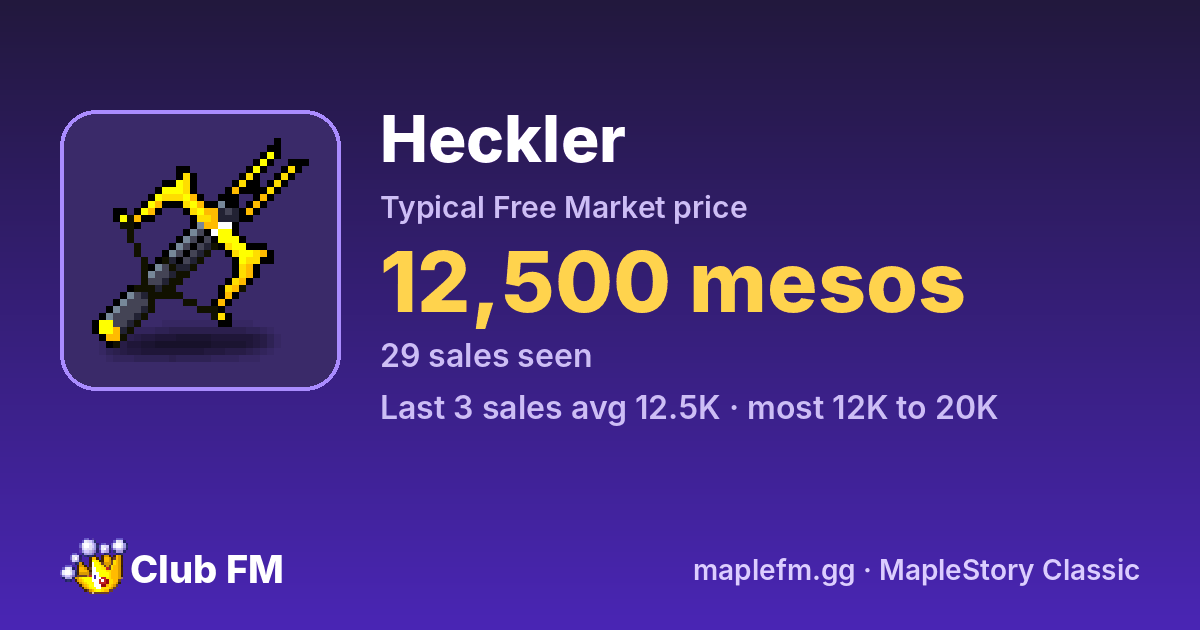 Heckler
Typical Free Market price
12,500 mesos
29 sales seen
Last 3 sales avg 12.5K · most 12K to 20K
Club FM
maplefm.gg · MapleStory Classic